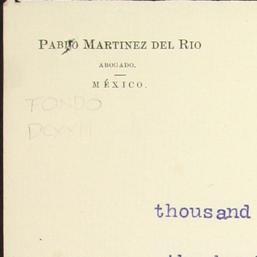 PABLO MARTINEZ DEL RIO
ABOGADO.
MÉXICO.
FONDO
DCXXIII
thousand